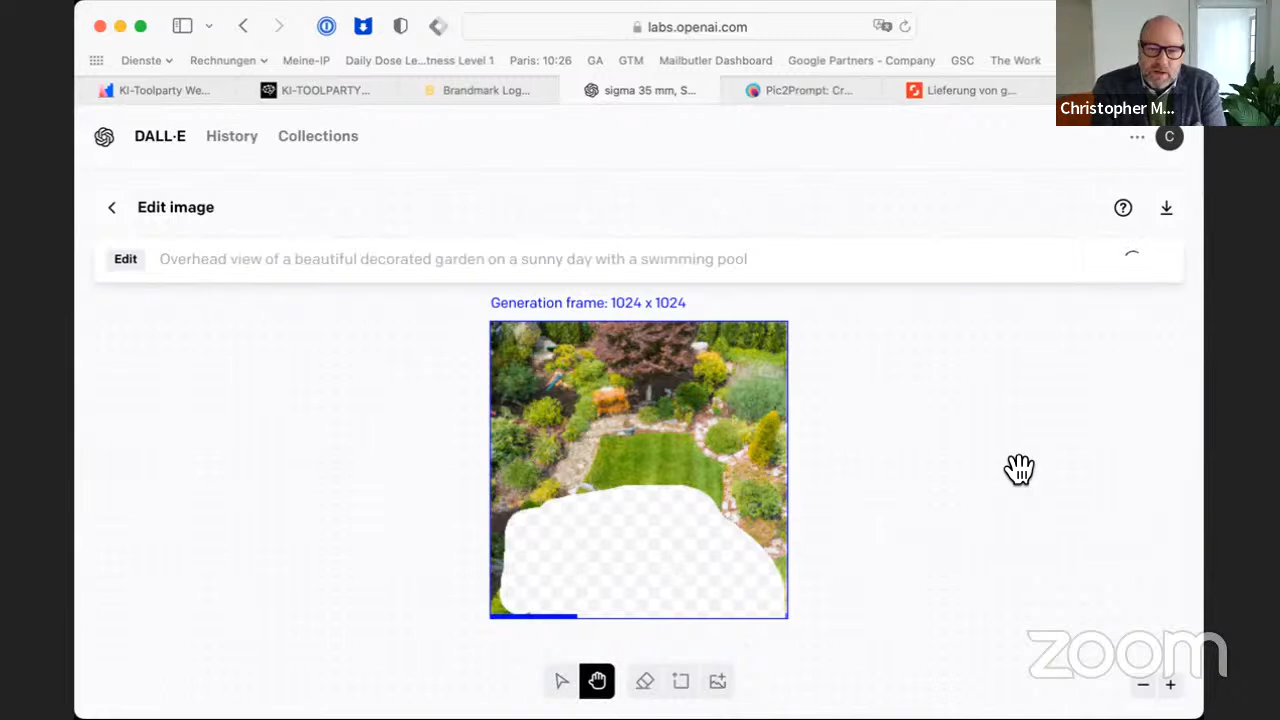 labs.openai.com
Dienste Rechnungen Meine-IP Daily Dose Le...tness Level 1 Paris: 10:26 GA GTM Mailbutler Dashboard Google Partners - Company GSC The Work
KI-Toolparty We... KI-TOOLPARTY... Brandmark Log... sigma 35 mm, S... Pic2Prompt: Cr... Lieferung von g...
Christopher M...
DALL·E History Collections
C
Edit image
Edit Overhead view of a beautiful decorated garden on a sunny day with a swimming pool
Generation frame: 1024 x 1024
zoom